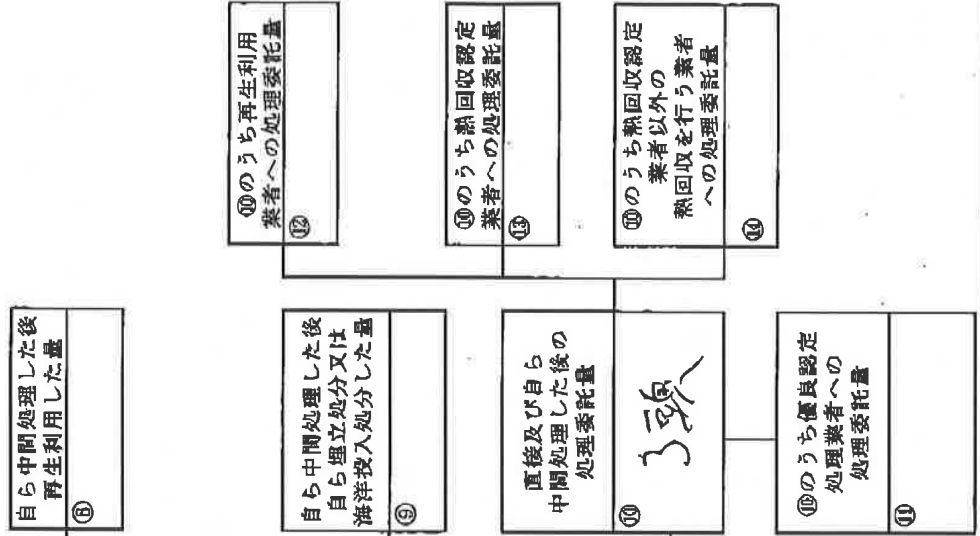 自ら中間処理した後
再生利用した量
⑧
自ら中間処理した後
自ら埋立処分又は
海洋投入処分した量
⑨
直接及び自ら
中間処理した後の
処理委託量
⑩
3頭
⑩のうち優良認定
処理業者への
処理委託量
⑪
⑩のうち再生利用
業者への処理委託量
⑫
⑩のうち熱回収認定
業者への処理委託量
⑬
⑩のうち熱回収認定
業者以外の
熱回収を行う業者
への処理委託量
⑭